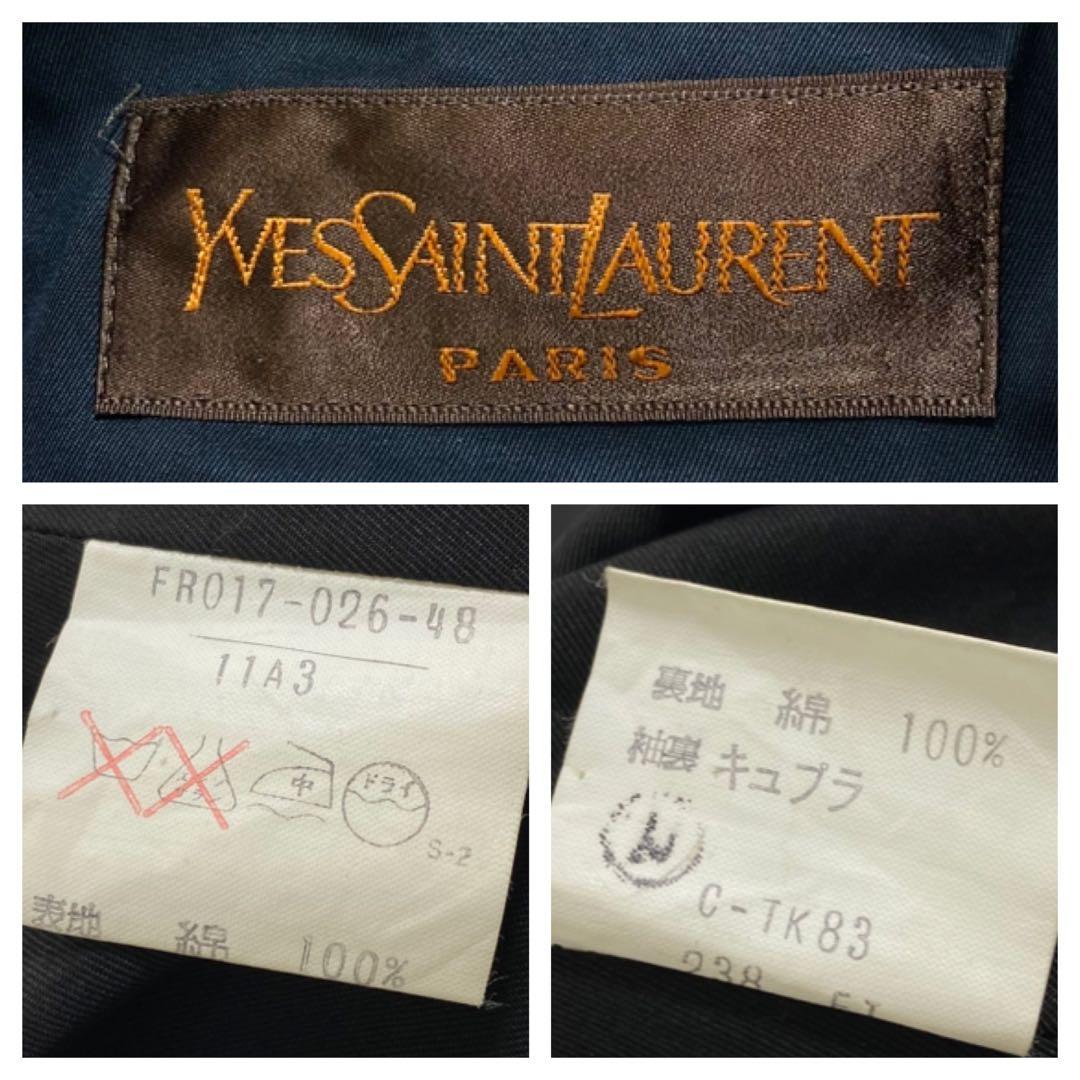 YVES SAINT LAURENT
PARIS
FR017-026-48
11A3
中 ドライ
S-2
表地 綿 100%
裏地 綿 100%
袖裏 キュプラ
C-TK83
238